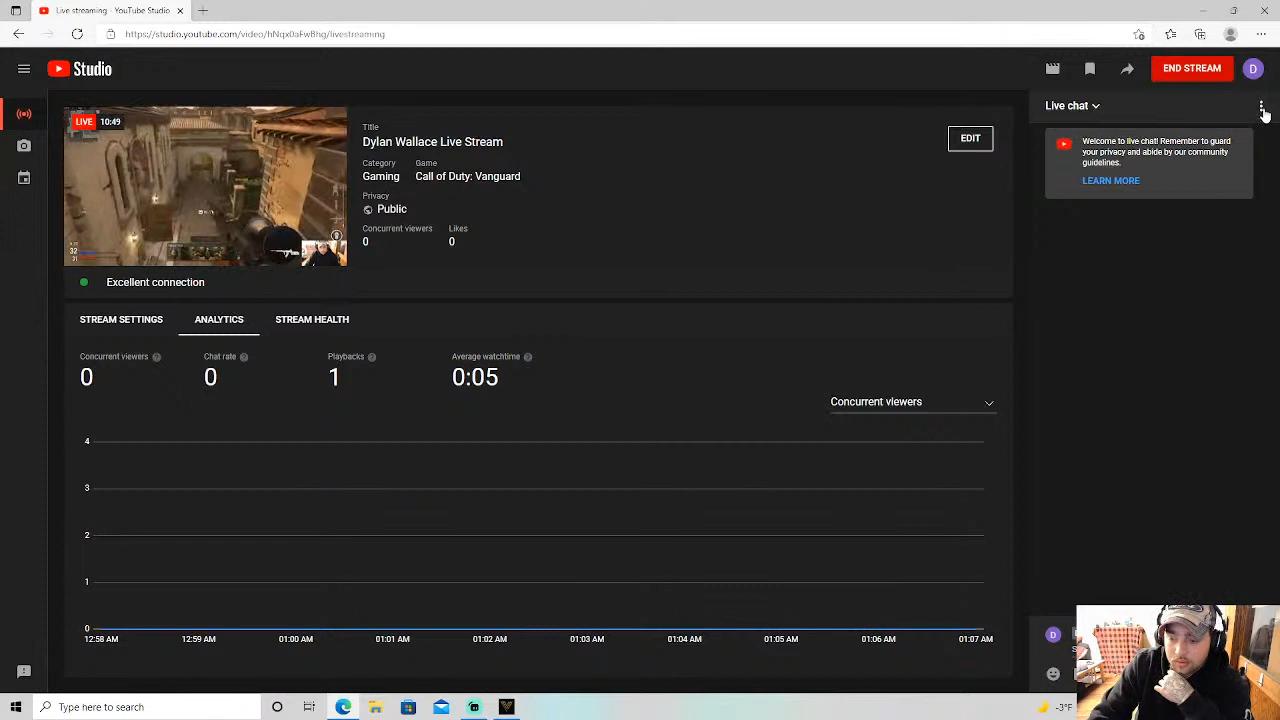 Live streaming - YouTube Studio
https://studio.youtube.com/video/hNqx0aFwBhg/livestreaming
Studio
END STREAM
D
LIVE 10:49
32
31
Title
Dylan Wallace Live Stream
Category Game
Gaming Call of Duty: Vanguard
Privacy
Public
Concurrent viewers Likes
0 0
EDIT
Excellent connection
Live chat
Welcome to live chat! Remember to guard
your privacy and abide by our community
guidelines.
LEARN MORE
STREAM SETTINGS ANALYTICS STREAM HEALTH
Concurrent viewers Chat rate Playbacks Average watchtime
0 0 1 0:05
Concurrent viewers
4
3
2
1
0
12:58 AM 12:59 AM 01:00 AM 01:01 AM 01:02 AM 01:03 AM 01:04 AM 01:05 AM 01:06 AM 01:07 AM
D
Type here to search
-3°F